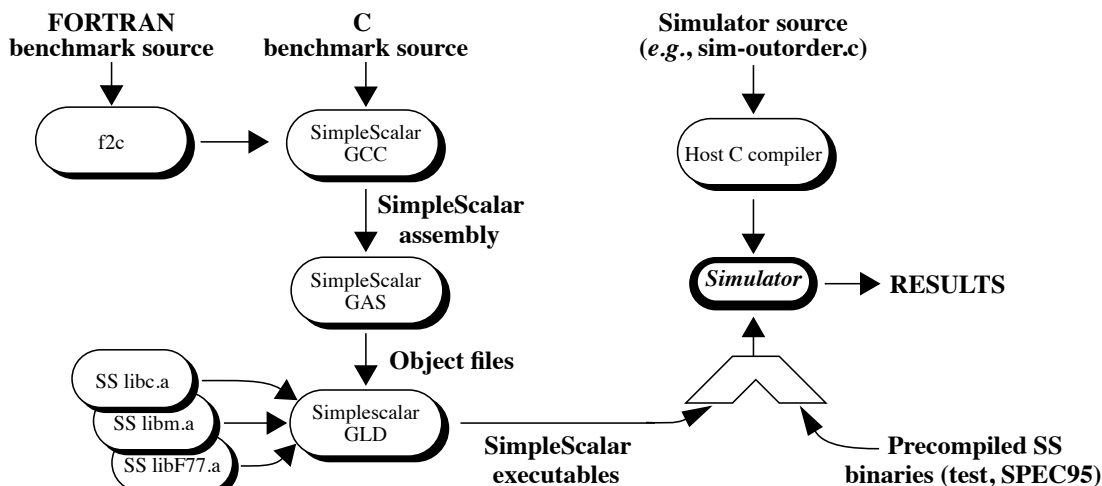 FORTRAN
benchmark source
C
benchmark source
Simulator source
(e.g., sim-outorder.c)
f2c
SimpleScalar
GCC
Host C compiler
SimpleScalar
assembly
SimpleScalar
GAS
Simulator
RESULTS
Object files
SS libc.a
SS libm.a
SS libF77.a
Simplescalar
GLD
SimpleScalar
executables
Precompiled SS
binaries (test, SPEC95)